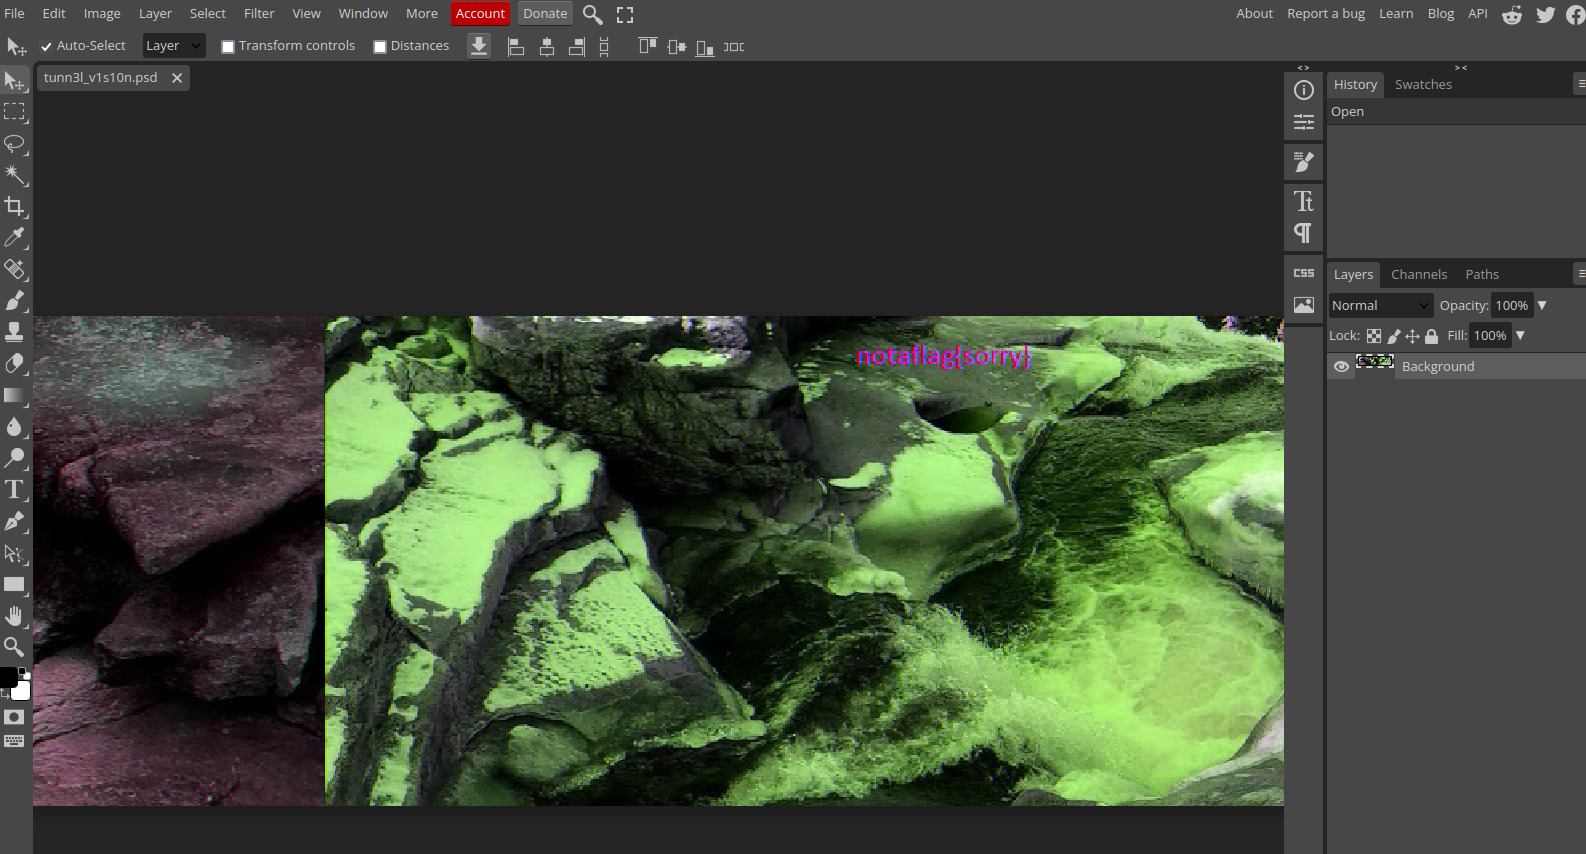 File Edit Image Layer Select Filter View Window More Account Donate About Report a bug Learn Blog API
Auto-Select Layer Transform controls Distances
tunn3l_v1s10n.psd
< > > <
History Swatches
Open
notaflag{sorry}
Tt
CSS
Layers Channels Paths
Normal Opacity: 100%
Lock: Fill: 100%
Background
T